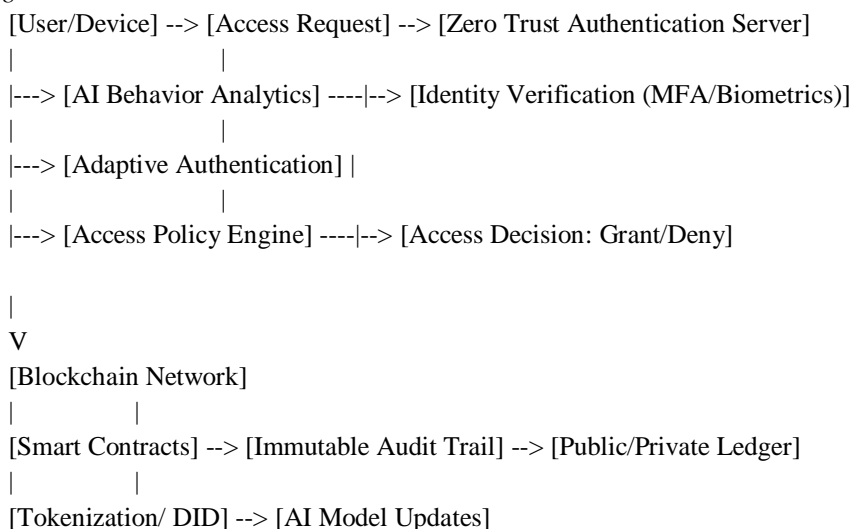 [User/Device] --> [Access Request] --> [Zero Trust Authentication Server]
| |
|---> [AI Behavior Analytics] ----|--> [Identity Verification (MFA/Biometrics)]
| |
|---> [Adaptive Authentication] |
| |
|---> [Access Policy Engine] ----|--> [Access Decision: Grant/Deny]
|
V
[Blockchain Network]
| |
[Smart Contracts] --> [Immutable Audit Trail] --> [Public/Private Ledger]
| |
[Tokenization/ DID] --> [AI Model Updates]